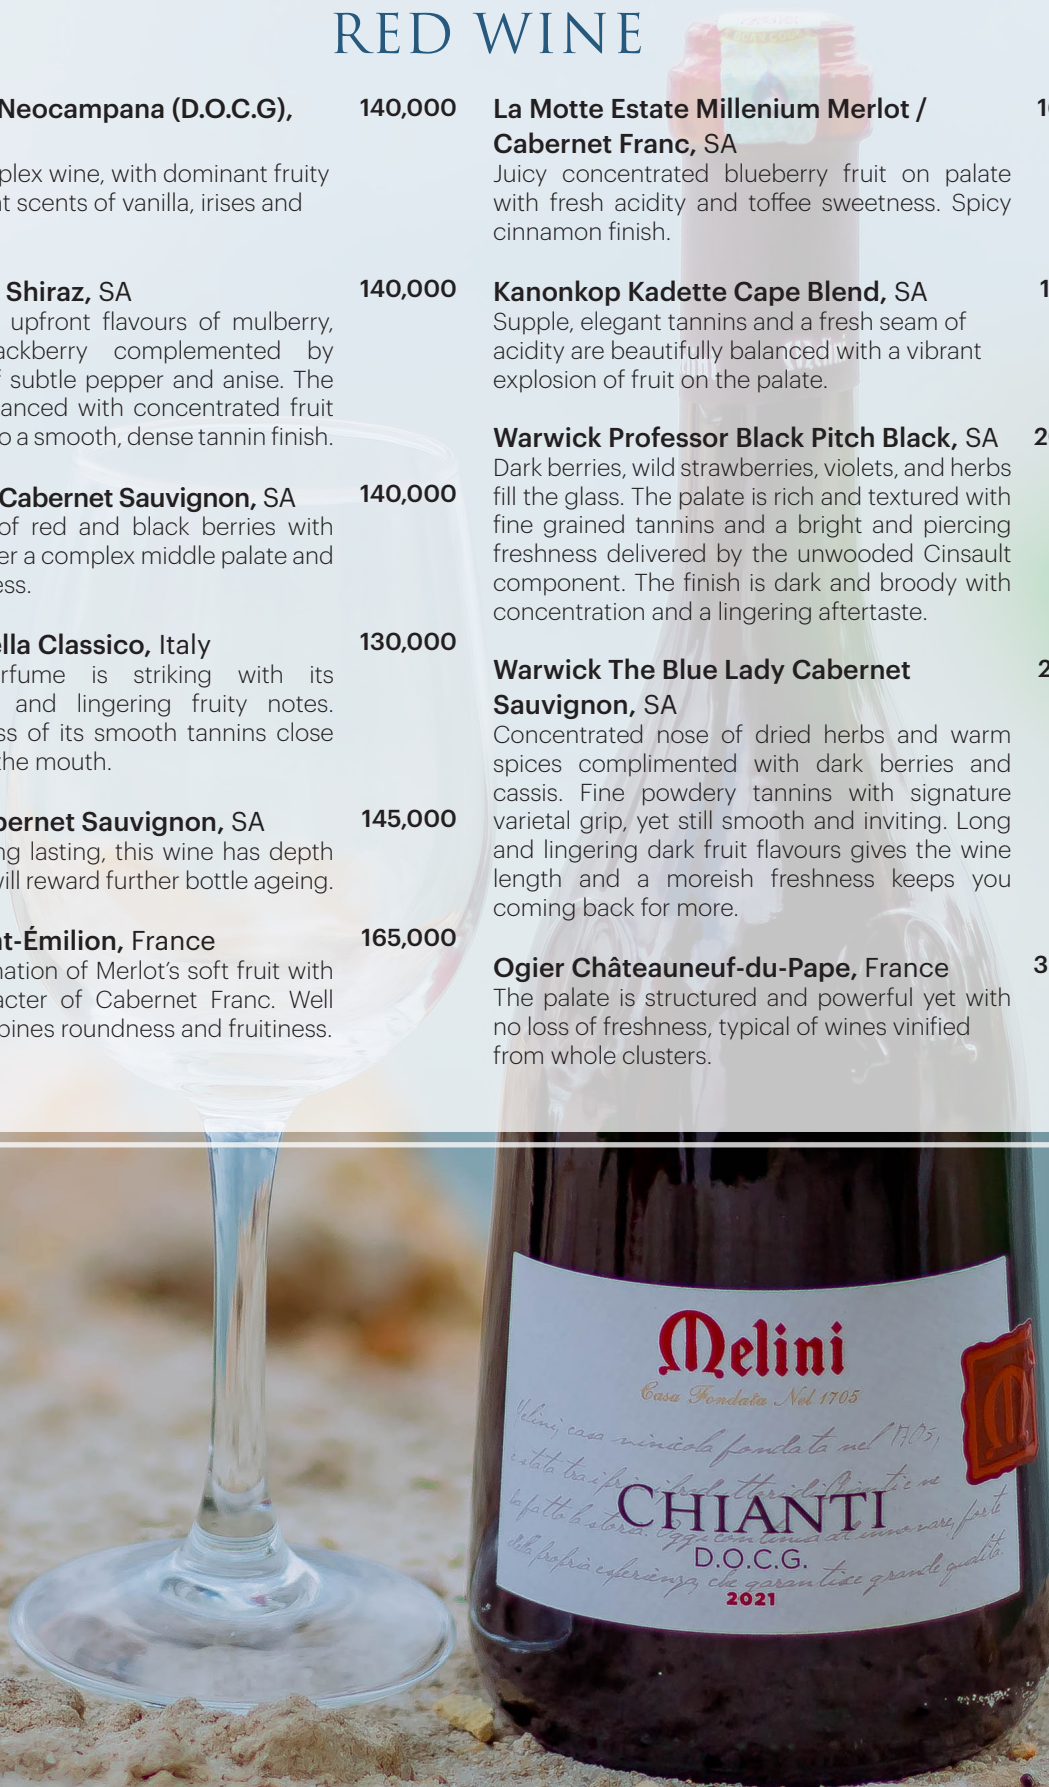 RED WINE
Neocampana (D.O.C.G),
140,000
plex wine, with dominant fruity
scents of vanilla, irises and
Shiraz, SA
140,000
upfront flavours of mulberry,
ackberry complemented by
subtle pepper and anise. The
anced with concentrated fruit
o a smooth, dense tannin finish.
Cabernet Sauvignon, SA
140,000
of red and black berries with
er a complex middle palate and
ess.
lla Classico, Italy
130,000
rfume is striking with its
and lingering fruity notes.
ss of its smooth tannins close
the mouth.
bernet Sauvignon, SA
145,000
ng lasting, this wine has depth
will reward further bottle ageing.
t-Émilion, France
165,000
nation of Merlot's soft fruit with
acter of Cabernet Franc. Well
bines roundness and fruitiness.
La Motte Estate Millenium Merlot /
Cabernet Franc, SA
Juicy concentrated blueberry fruit on palate
with fresh acidity and toffee sweetness. Spicy
cinnamon finish.
Kanonkop Kadette Cape Blend, SA
Supple, elegant tannins and a fresh seam of
acidity are beautifully balanced with a vibrant
explosion of fruit on the palate.
Warwick Professor Black Pitch Black, SA
Dark berries, wild strawberries, violets, and herbs
fill the glass. The palate is rich and textured with
fine grained tannins and a bright and piercing
freshness delivered by the unwooded Cinsault
component. The finish is dark and broody with
concentration and a lingering aftertaste.
Warwick The Blue Lady Cabernet
Sauvignon, SA
Concentrated nose of dried herbs and warm
spices complimented with dark berries and
cassis. Fine powdery tannins with signature
varietal grip, yet still smooth and inviting. Long
and lingering dark fruit flavours gives the wine
length and a moreish freshness keeps you
coming back for more.
Ogier Châteauneuf-du-Pape, France
The palate is structured and powerful yet with
no loss of freshness, typical of wines vinified
from whole clusters.
Melini
Casa Fondata Nel 1705
Melini, casa vinicola fondata nel 1705,
CHIANTI
D.O.C.G.
che garantisce grande qualità.
2021